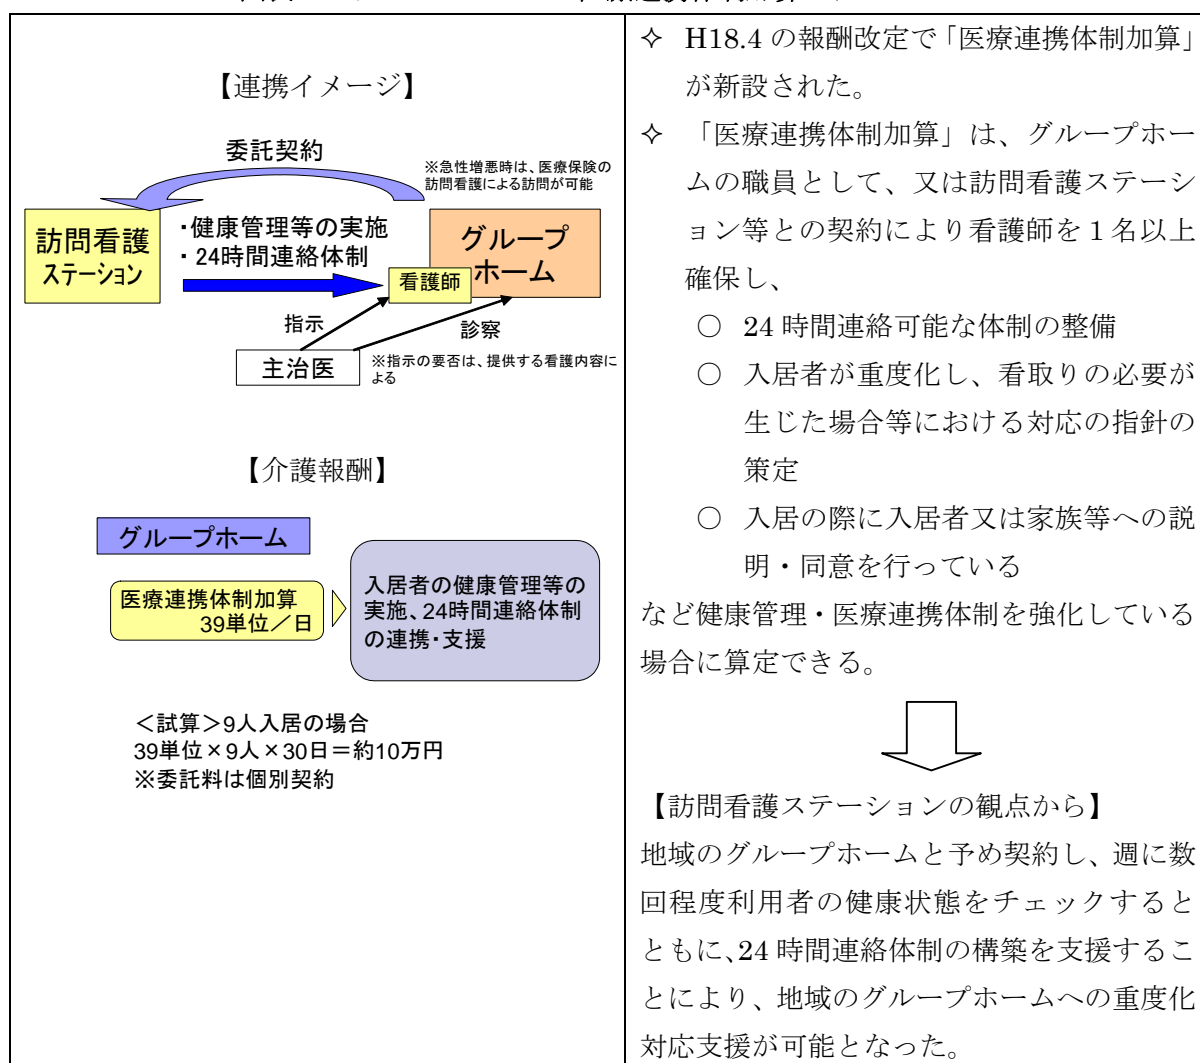 【連携イメージ】
委託契約
※急性増悪時は、医療保険の
訪問看護による訪問が可能
訪問看護
ステーション
・健康管理等の実施
・24時間連絡体制
グループ
ホーム
看護師
指示
診察
主治医
※指示の要否は、提供する看護内容に
よる
【介護報酬】
グループホーム
医療連携体制加算
39単位／日
入居者の健康管理等の
実施、24時間連絡体制
の連携・支援
＜試算＞9人入居の場合
39単位×9人×30日＝約10万円
※委託料は個別契約
✧ H18.4 の報酬改定で「医療連携体制加算」
が新設された。
✧ 「医療連携体制加算」は、グループホー
ムの職員として、又は訪問看護ステーシ
ョン等との契約により看護師を 1 名以上
確保し、
○ 24 時間連絡可能な体制の整備
○ 入居者が重度化し、看取りの必要が
生じた場合等における対応の指針の
策定
○ 入居の際に入居者又は家族等への説
明・同意を行っている
など健康管理・医療連携体制を強化している
場合に算定できる。
【訪問看護ステーションの観点から】
地域のグループホームと予め契約し、週に数
回程度利用者の健康状態をチェックすると
ともに、24 時間連絡体制の構築を支援するこ
とにより、地域のグループホームへの重度化
対応支援が可能となった。